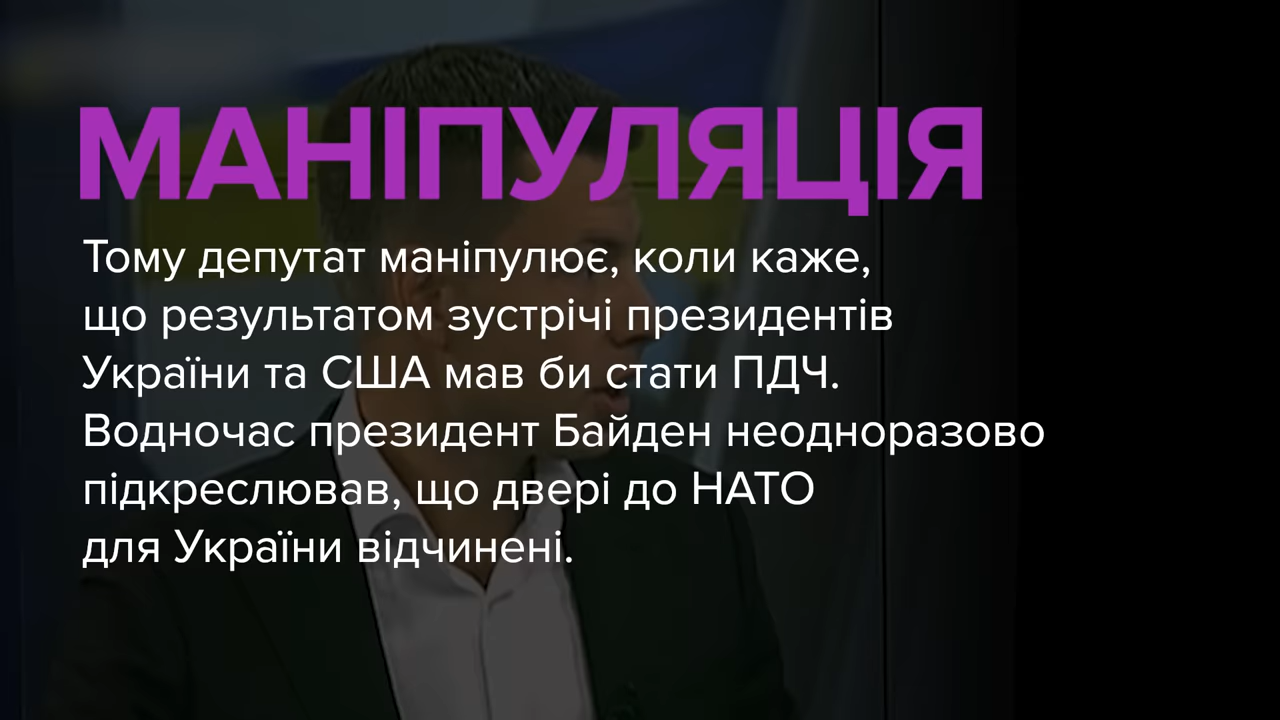 МАНІПУЛЯЦІЯ
Тому депутат маніпулює, коли каже,
що результатом зустрічі президентів
України та США мав би стати ПДЧ.
Водночас президент Байден неодноразово
підкреслював, що двері до НАТО
для України відчинені.